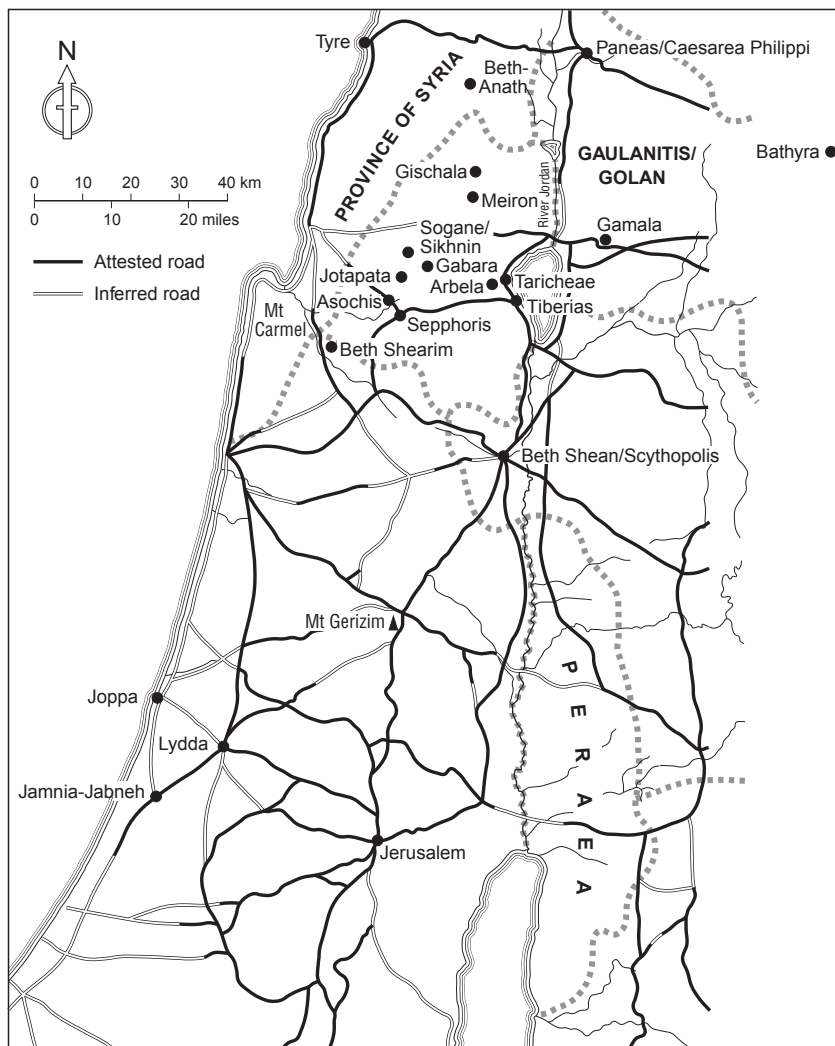 Tyre
Paneas/Caesarea Philippi
N
Beth-
Anath
PROVINCE OF SYRIA
GAULANITIS/
GOLAN
Bathyra
Gischala
River Jordan
0 10 20 30 40 km
0 10 20 miles
Meiron
Sogane/
Sikhnin
Gamala
Attested road
Gabara
Jotapata
Taricheae
Arbela
Inferred road
Asochis
Tiberias
Mt
Carmel
Sepphoris
Beth Shearim
Beth Shean/Scythopolis
Mt Gerizim
PERAEA
Joppa
Lydda
Jamnia-Jabneh
Jerusalem